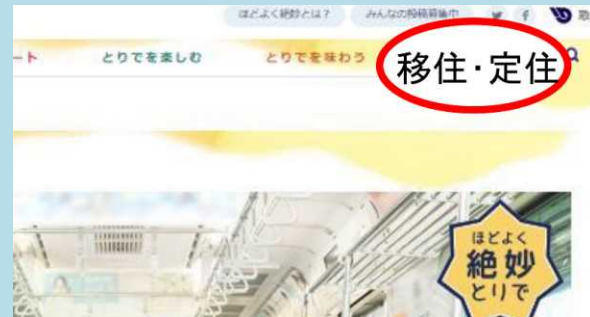 ほどよく絶妙とは？ みんなの投稿募集中
ート とりでを楽しむ とりでを味わう 移住・定住
ほどよく
絶妙
とりで